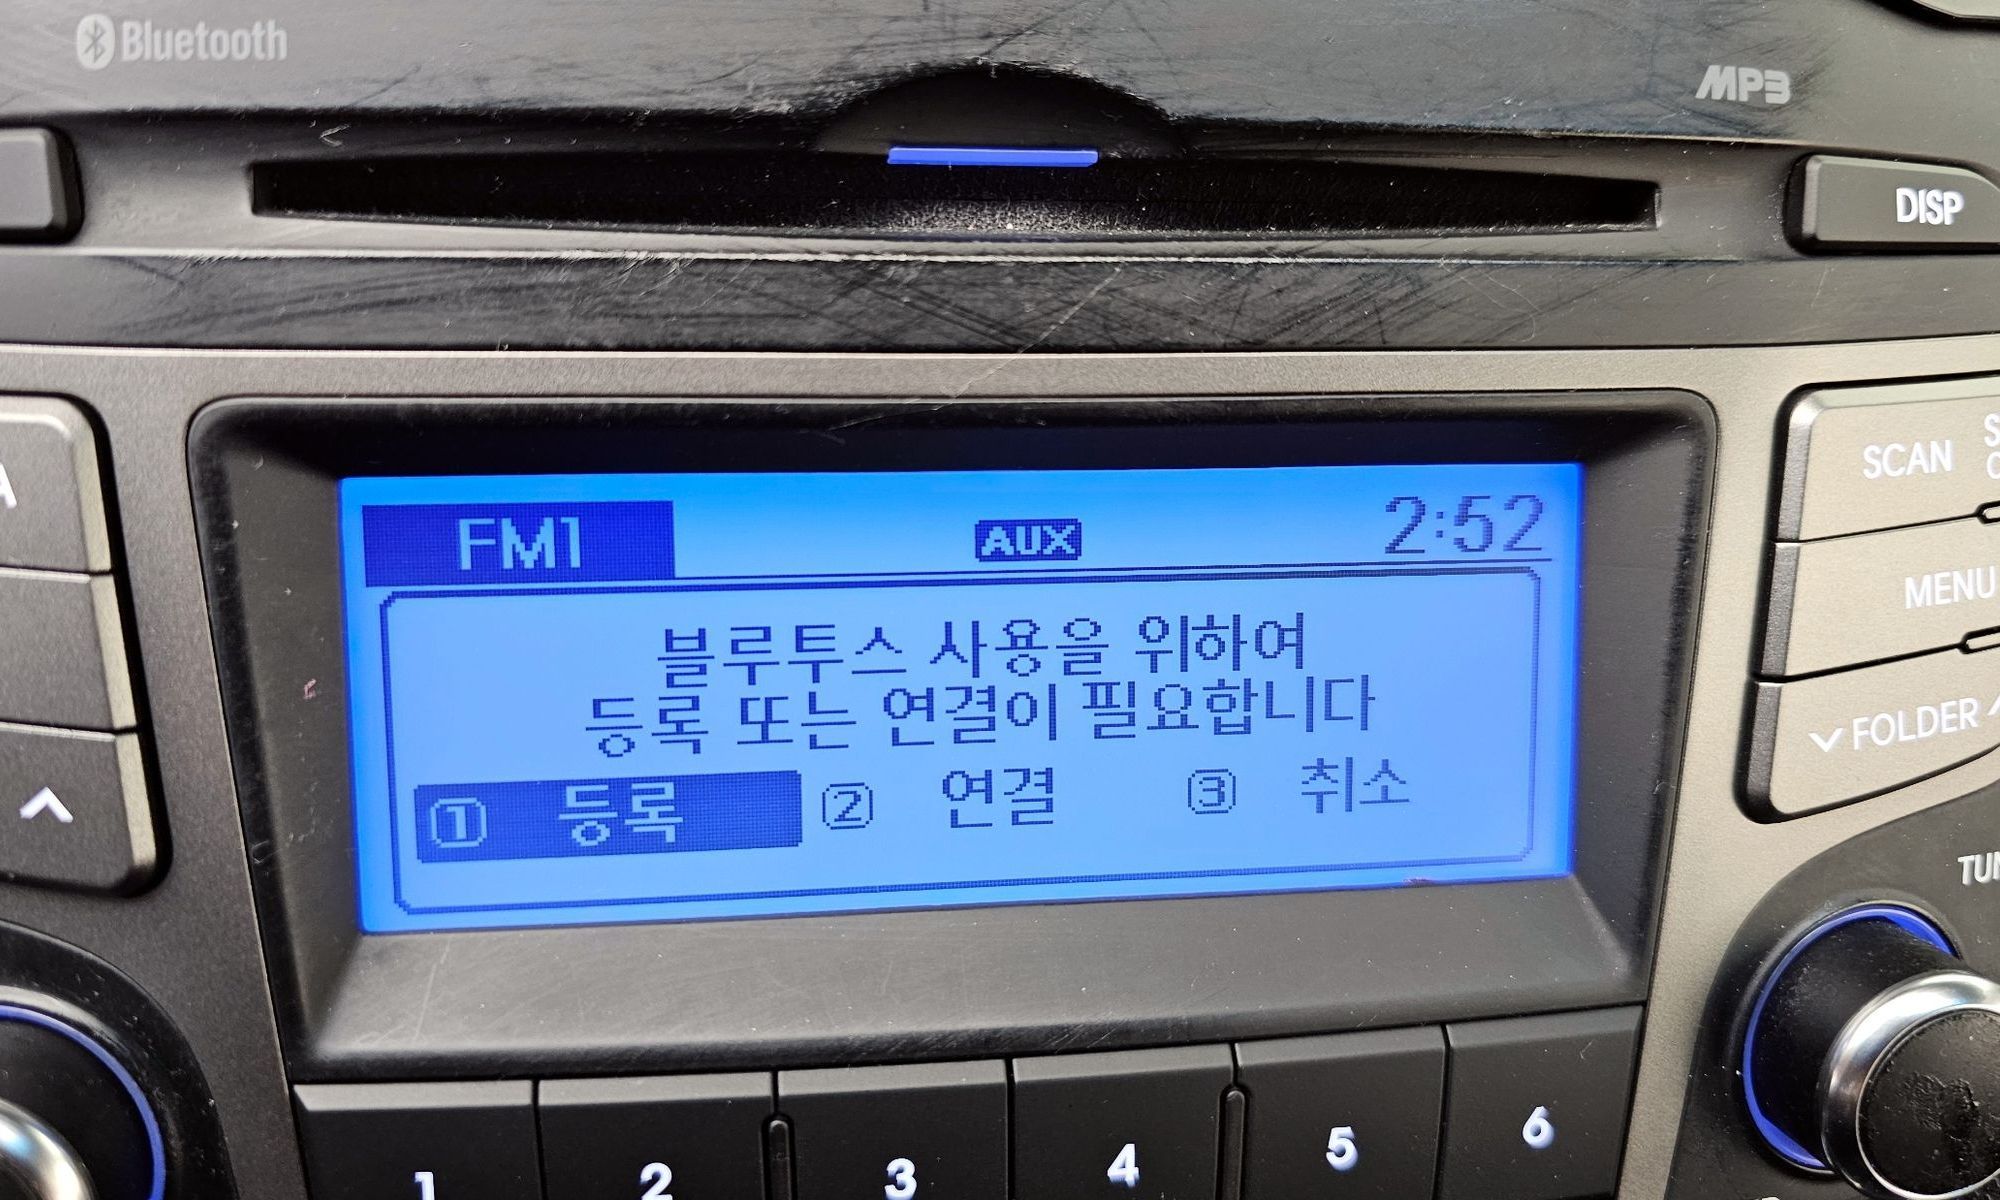 Bluetooth
MP3
DISP
SCAN
MENU
FOLDER
FM1 AUX 2:52
블루투스 사용을 위하여
등록 또는 연결이 필요합니다
① 등록 ② 연결 ③ 취소
1 2 3 4 5 6